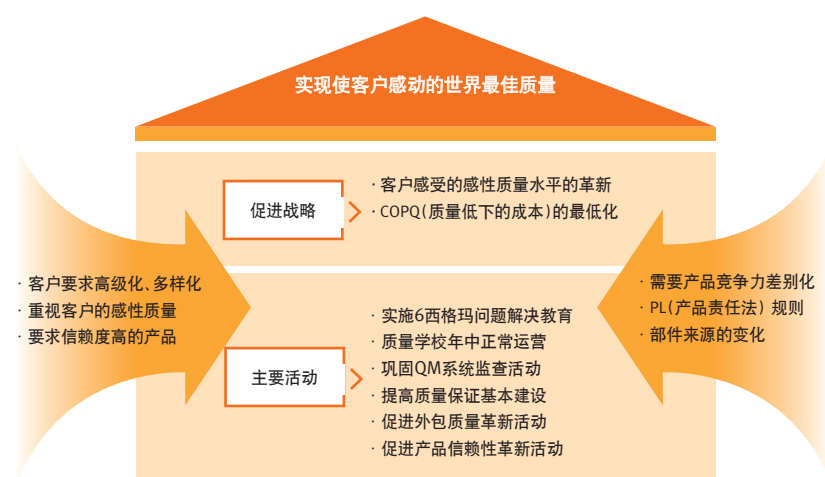 实现使客户感动的世界最佳质量
促进战略
· 客户感受的感性质量水平的革新
· COPQ(质量低下的成本)的最低化
· 客户要求高级化、多样化
· 重视客户的感性质量
· 要求信赖度高的产品
主要活动
· 实施6西格玛问题解决教育
· 质量学校年中正常运营
· 巩固QM系统监查活动
· 提高质量保证基本建设
· 促进外包质量革新活动
· 促进产品信赖性革新活动
· 需要产品竞争力差别化
· PL(产品责任法) 规则
· 部件来源的变化